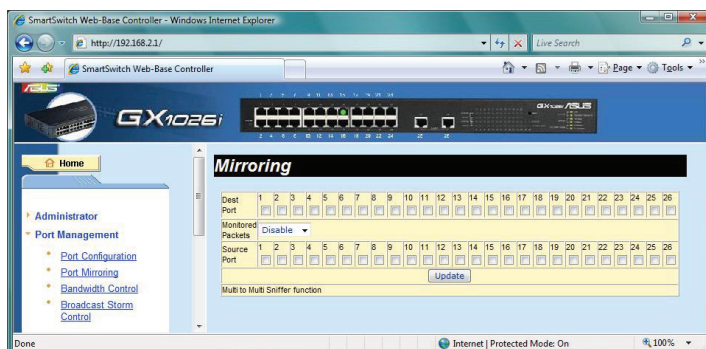 SmartSwitch Web-Base Controller - Windows Internet Explorer
http://192.168.2.1/
Live Search
SmartSwitch Web-Base Controller
Page
Tools
ASUS
GX1026i
ASUS
Home
Administrator
Port Management
Port Configuration
Port Mirroring
Bandwidth Control
Broadcast Storm
Control
Mirroring
Dest
Port
1 2 3 4 5 6 7 8 9 10 11 12 13 14 15 16 17 18 19 20 21 22 23 24 25 26
Monitored
Packets
Disable
Source
Port
1 2 3 4 5 6 7 8 9 10 11 12 13 14 15 16 17 18 19 20 21 22 23 24 25 26
Update
Multi to Multi Sniffer function
Done
Internet | Protected Mode: On
100%